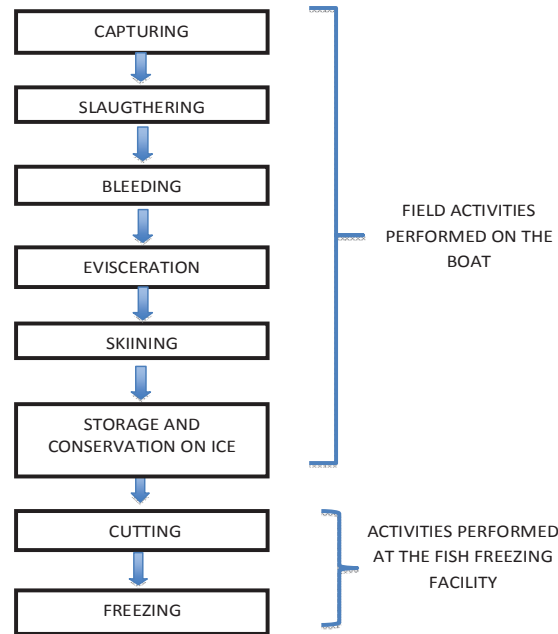 CAPTURING
SLAUGTHERING
BLEEDING
EVISCERATION
SKIINING
STORAGE AND
CONSERVATION ON ICE
CUTTING
FREEZING
FIELD ACTIVITIES
PERFORMED ON THE
BOAT
ACTIVITIES PERFORMED
AT THE FISH FREEZING
FACILITY